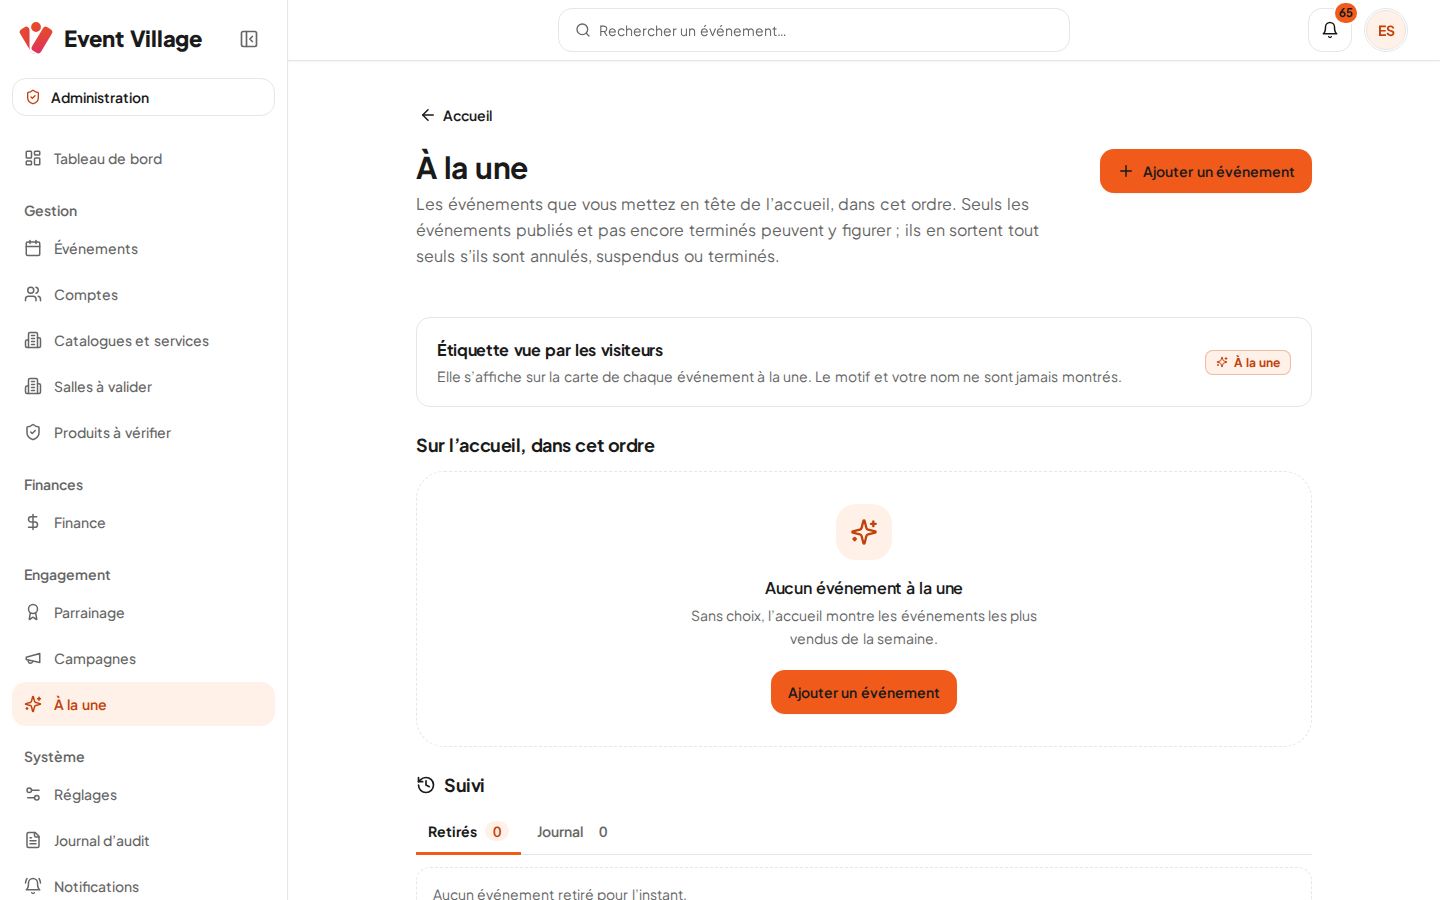 Event Village
Rechercher un événement…
65
ES
Administration
Tableau de bord
Gestion
Événements
Comptes
Catalogues et services
Salles à valider
Produits à vérifier
Finances
Finance
Engagement
Parrainage
Campagnes
À la une
Système
Réglages
Journal d’audit
Notifications
Accueil
À la une
Ajouter un événement
Les événements que vous mettez en tête de l’accueil, dans cet ordre. Seuls les
événements publiés et pas encore terminés peuvent y figurer ; ils en sortent tout
seuls s’ils sont annulés, suspendus ou terminés.
Étiquette vue par les visiteurs
Elle s’affiche sur la carte de chaque événement à la une. Le motif et votre nom ne sont jamais montrés.
À la une
Sur l’accueil, dans cet ordre
Aucun événement à la une
Sans choix, l’accueil montre les événements les plus
vendus de la semaine.
Ajouter un événement
Suivi
Retirés 0
Journal 0
Aucun événement retiré pour l’instant.